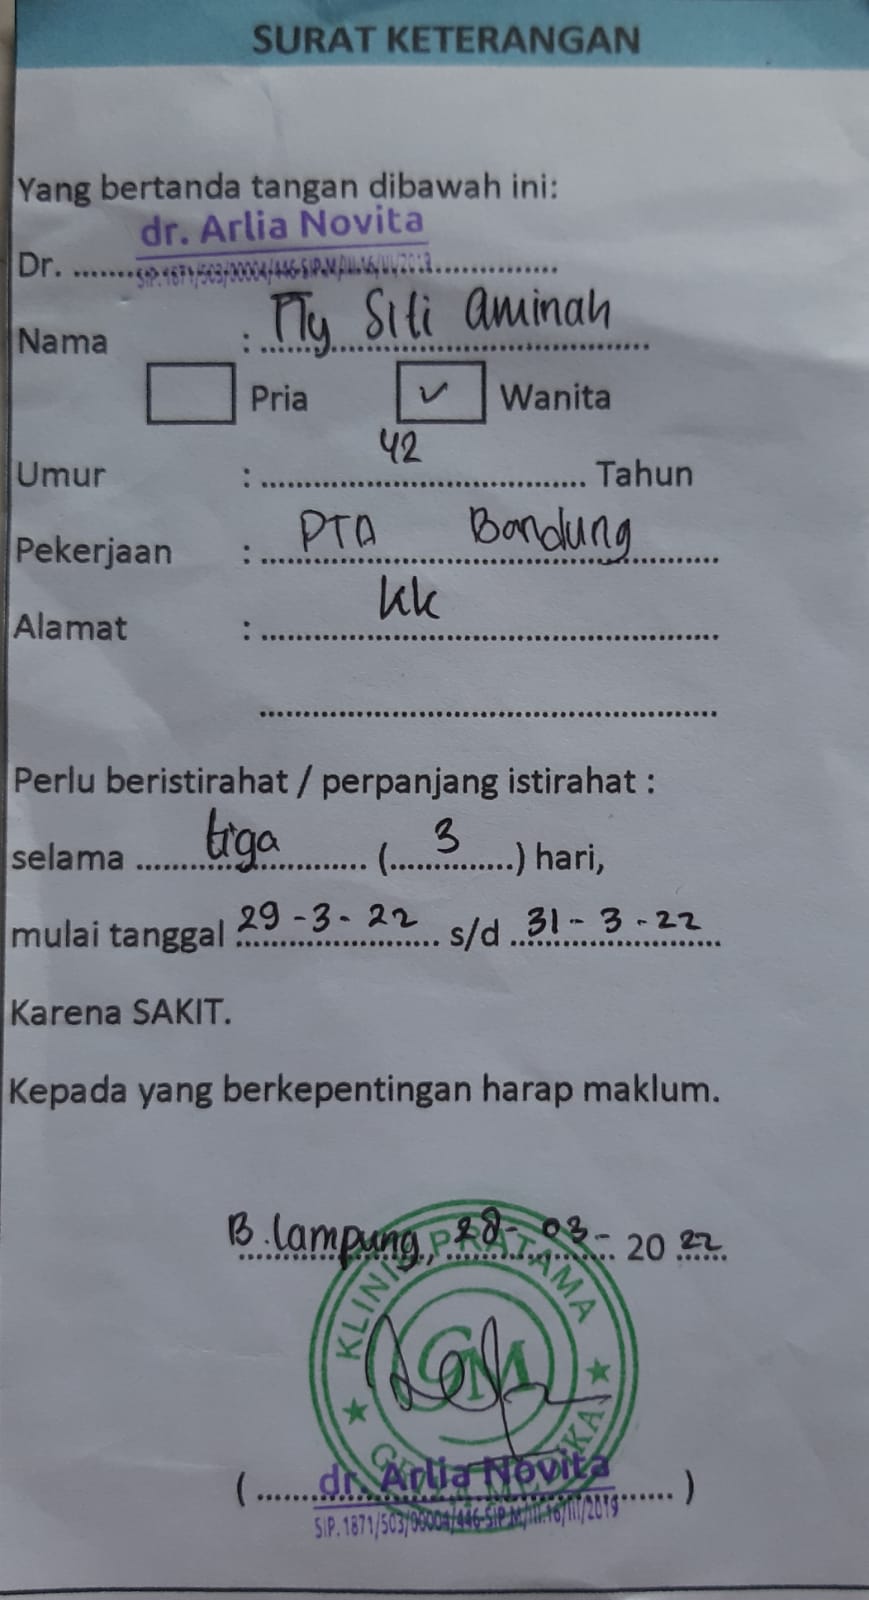 SURAT KETERANGAN
Yang bertanda tangan dibawah ini:
dr. Arlia Novita
Dr. ........................................
SIP. 1871/503/00004/446-SIP.M/III.16/III/2019
Nama : Siti Aminah
Pria ✓ Wanita
Umur : 42 Tahun
Pekerjaan : PTA Bandung
Alamat : kk
Perlu beristirahat / perpanjang istirahat :
selama tiga (3) hari,
mulai tanggal 29-3-22 s/d 31-3-22
Karena SAKIT.
Kepada yang berkepentingan harap maklum.
B. Lampung, 28-03-2022
KLINIK PRATAMA
GM
(dr. Arlia Novita)
SIP. 1871/503/00004/446-SIP.M/III.16/III/2019